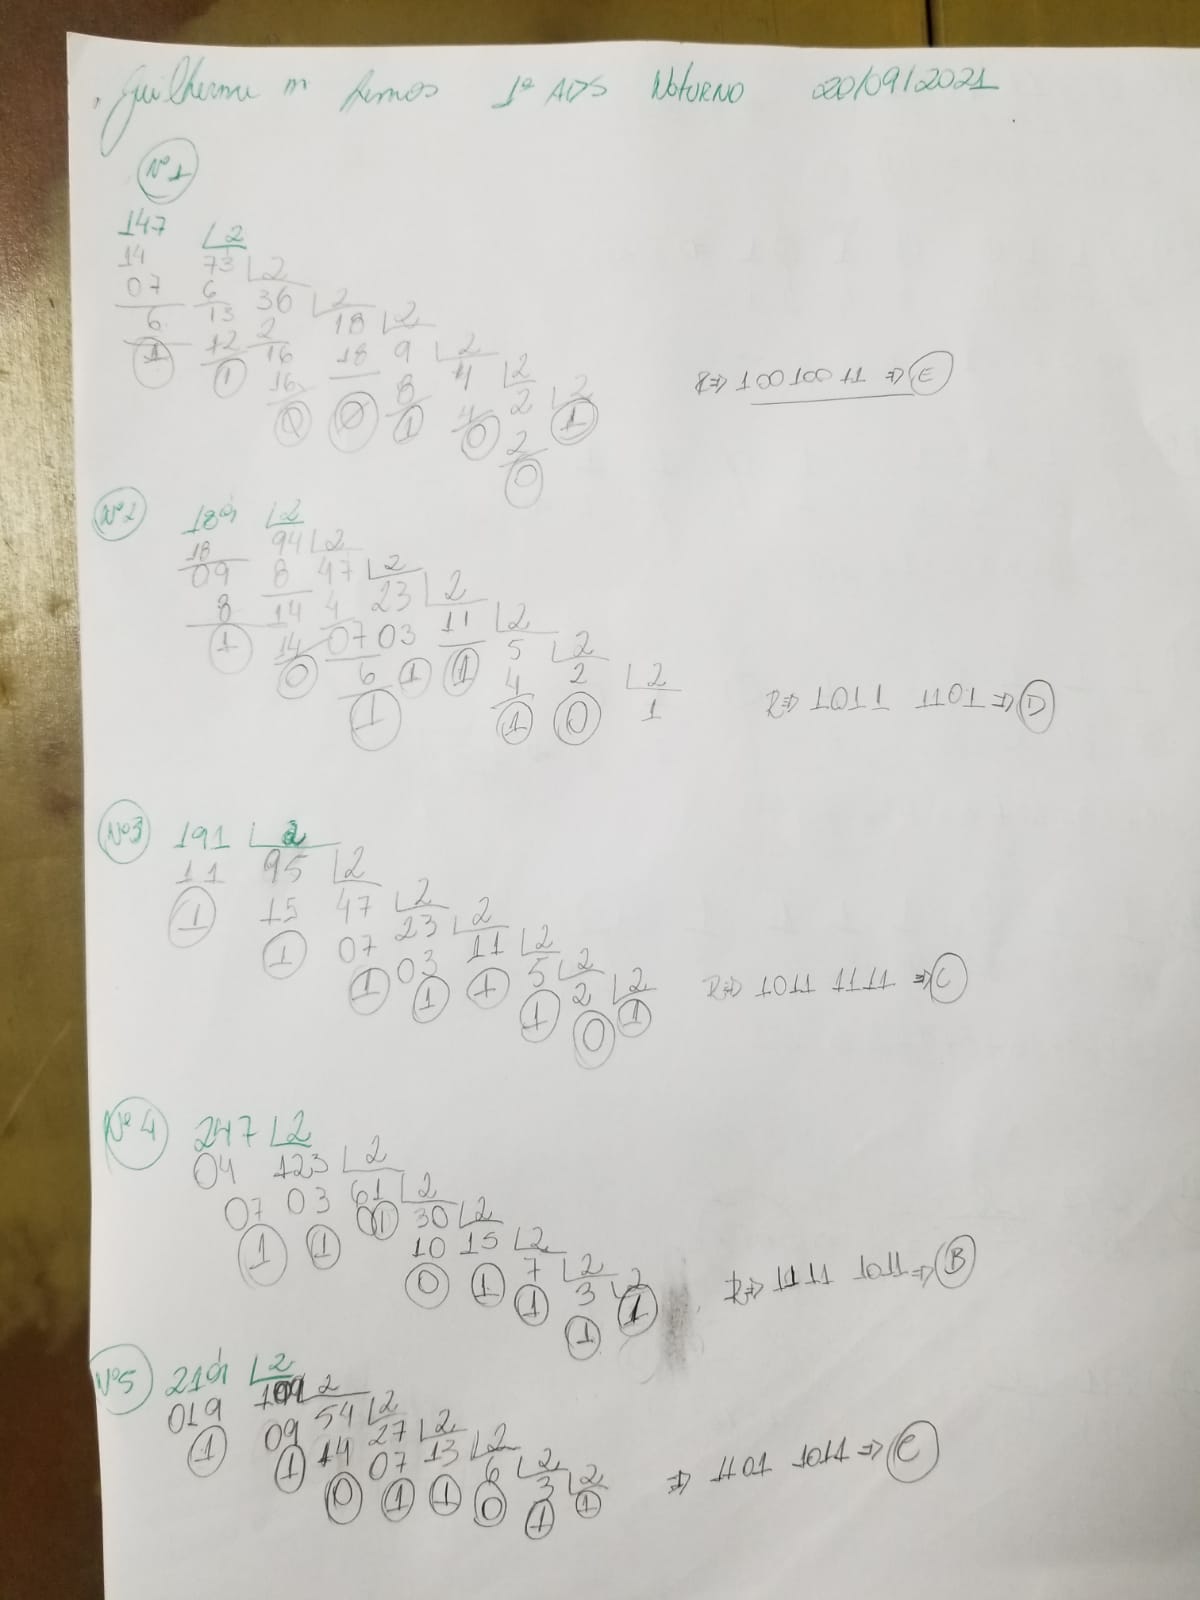 Guilherme m Lemos 1º ADS Noturno 20/09/2021
Nº 1
147 2
14 73 2
07 6 36 2
6 13 2 18 2
1 12 16 18 9 2
1 16 0 8 4 2
0 1 4 2 2
0 2 1
0
R=> 10010011 => E
Nº2 189 2
18 94 2
09 8 47 2
8 14 4 23 2
1 14 07 03 11 2
0 6 1 1 5 2
1 4 2 2
1 0 1
R=> 1011 1101 => D
Nº3 191 2
11 95 2
1 15 47 2
1 07 23 2
1 03 11 2
1 1 5 2
1 2 2
0 1
R=> 1011 1111 => C
Nº 4 247 2
04 123 2
07 03 61 2
1 1 01 30 2
10 15 2
0 1 7 2
1 3 2
1 1
R=> 1111 1011 => B
Nº5 219 2
019 109 2
1 09 54 2
1 14 27 2
0 07 13 2
1 1 6 2
0 3 2
1 1
=> 1101 1011 => C